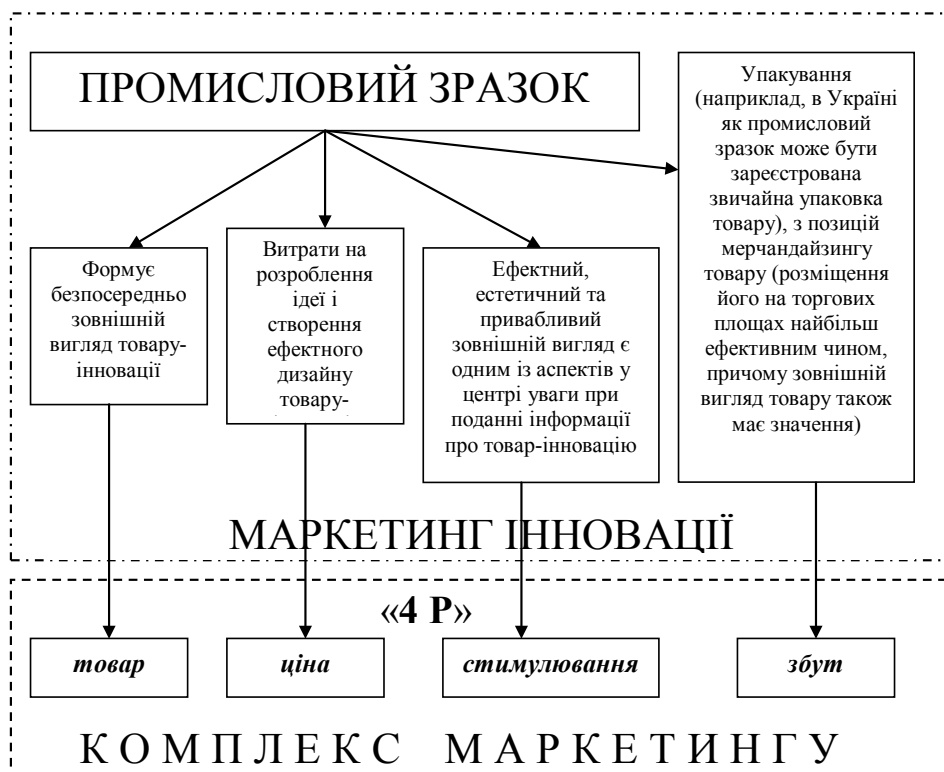 ПРОМИСЛОВИЙ ЗРАЗОК
Упакування
(наприклад, в Україні
як промисловий
зразок може бути
зареєстрована
звичайна упаковка
товару), з позицій
мерчандайзингу
товару (розміщення
його на торгових
площах найбільш
ефективним чином,
причому зовнішній
вигляд товару також
має значення)
Формує
безпосередньо
зовнішній
вигляд товару-
інновації
Витрати на
розроблення
ідеї і
створення
ефектного
дизайну
товару-
Ефектний,
естетичний та
привабливий
зовнішній вигляд є
одним із аспектів у
центрі уваги при
поданні інформації
про товар-інновацію
МАРКЕТИНГ ІННОВАЦІЇ
«4 Р»
товар
ціна
стимулювання
збут
К О М П Л Е К С М А Р К Е Т И Н Г У